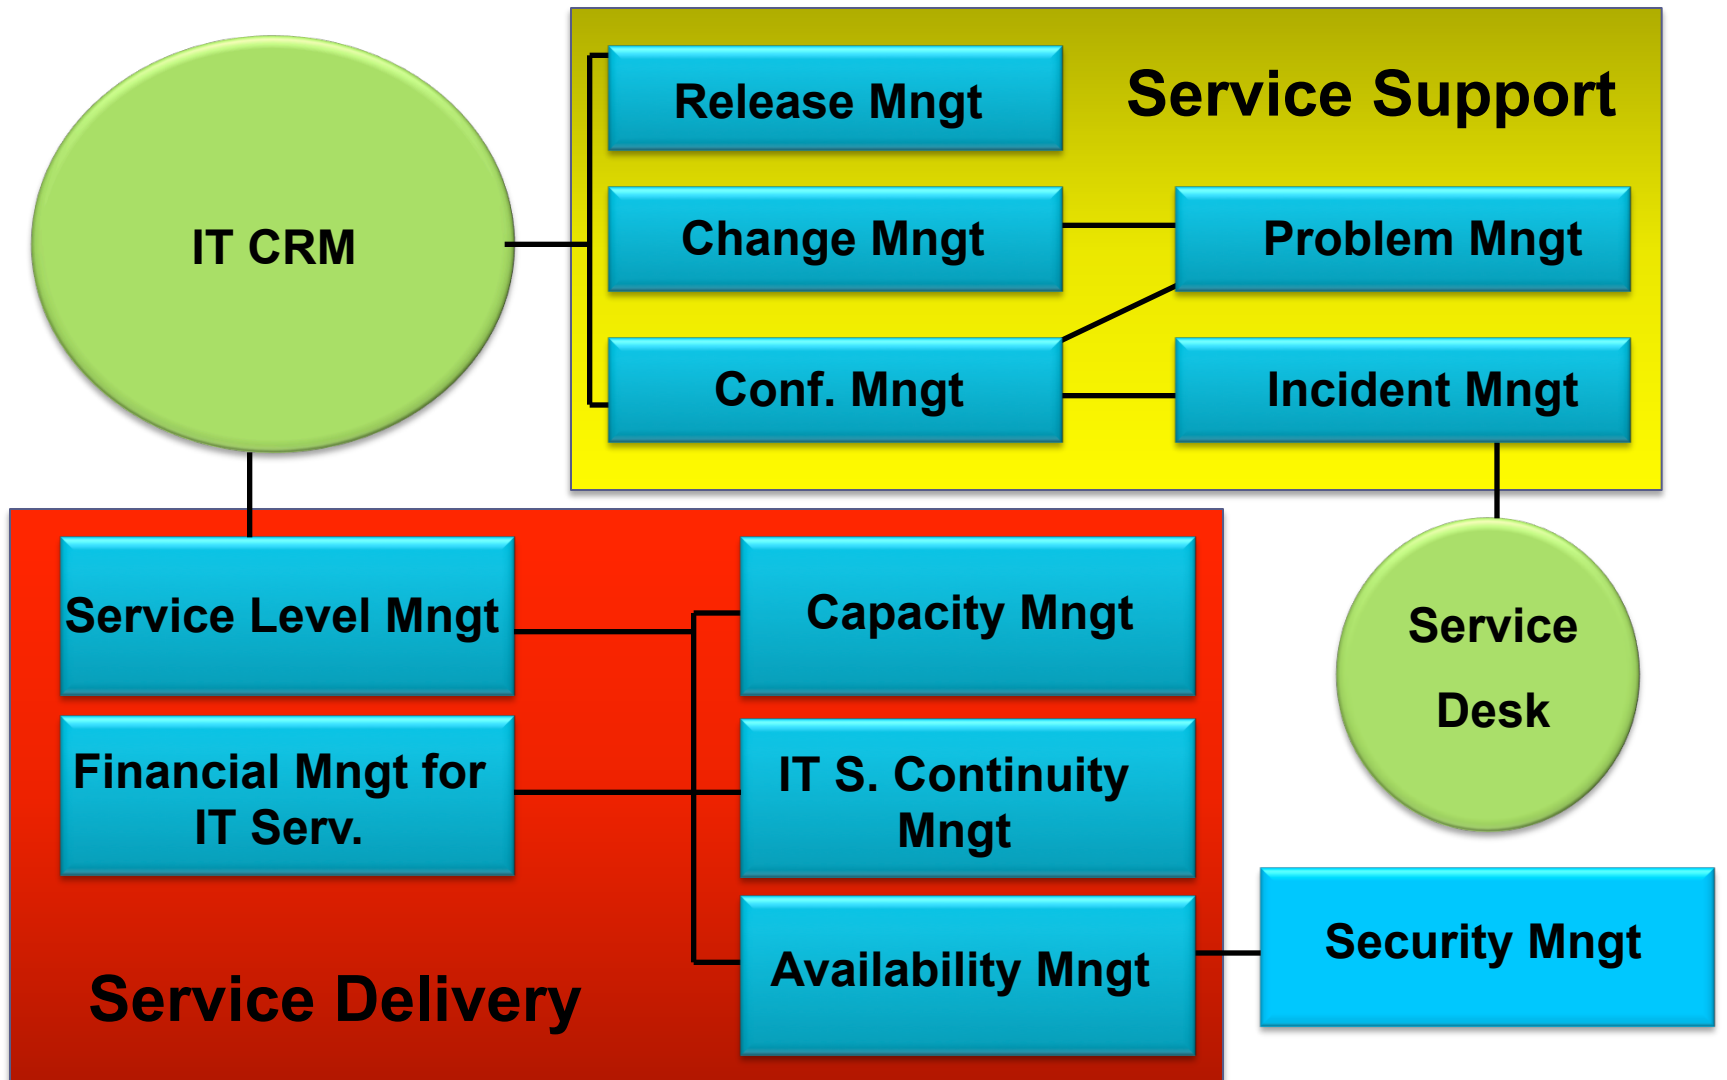 Service Support
Release Mngt
IT CRM
Change Mngt
Problem Mngt
Conf. Mngt
Incident Mngt
Service Level Mngt
Capacity Mngt
Service
Desk
Financial Mngt for
IT Serv.
IT S. Continuity
Mngt
Availability Mngt
Security Mngt
Service Delivery